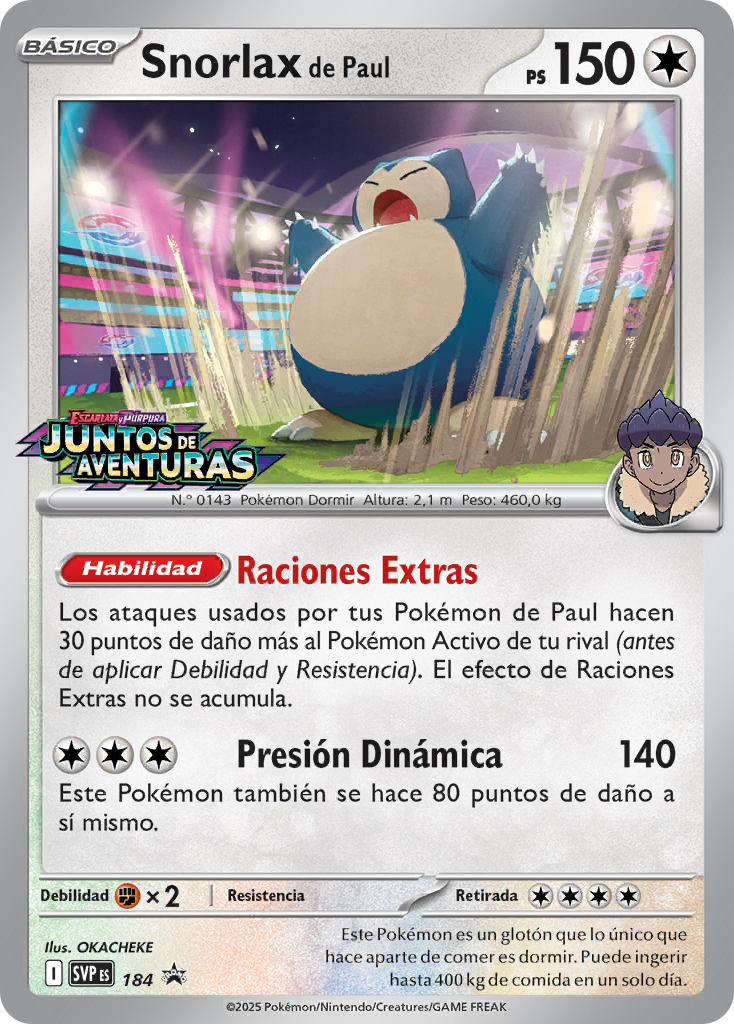 BÁSICO
Snorlax de Paul
PS 150
ESCARLATA Y PÚRPURA
JUNTOS DE
AVENTURAS
N.º 0143 Pokémon Dormir Altura: 2,1 m Peso: 460,0 kg
Habilidad Raciones Extras
Los ataques usados por tus Pokémon de Paul hacen
30 puntos de daño más al Pokémon Activo de tu rival (antes
de aplicar Debilidad y Resistencia). El efecto de Raciones
Extras no se acumula.
Presión Dinámica 140
Este Pokémon también se hace 80 puntos de daño a
sí mismo.
Debilidad ×2 Resistencia Retirada
Ilus. OKACHEKE
Este Pokémon es un glotón que lo único que
hace aparte de comer es dormir. Puede ingerir
hasta 400 kg de comida en un solo día.
I SVP ES 184
©2025 Pokémon/Nintendo/Creatures/GAME FREAK